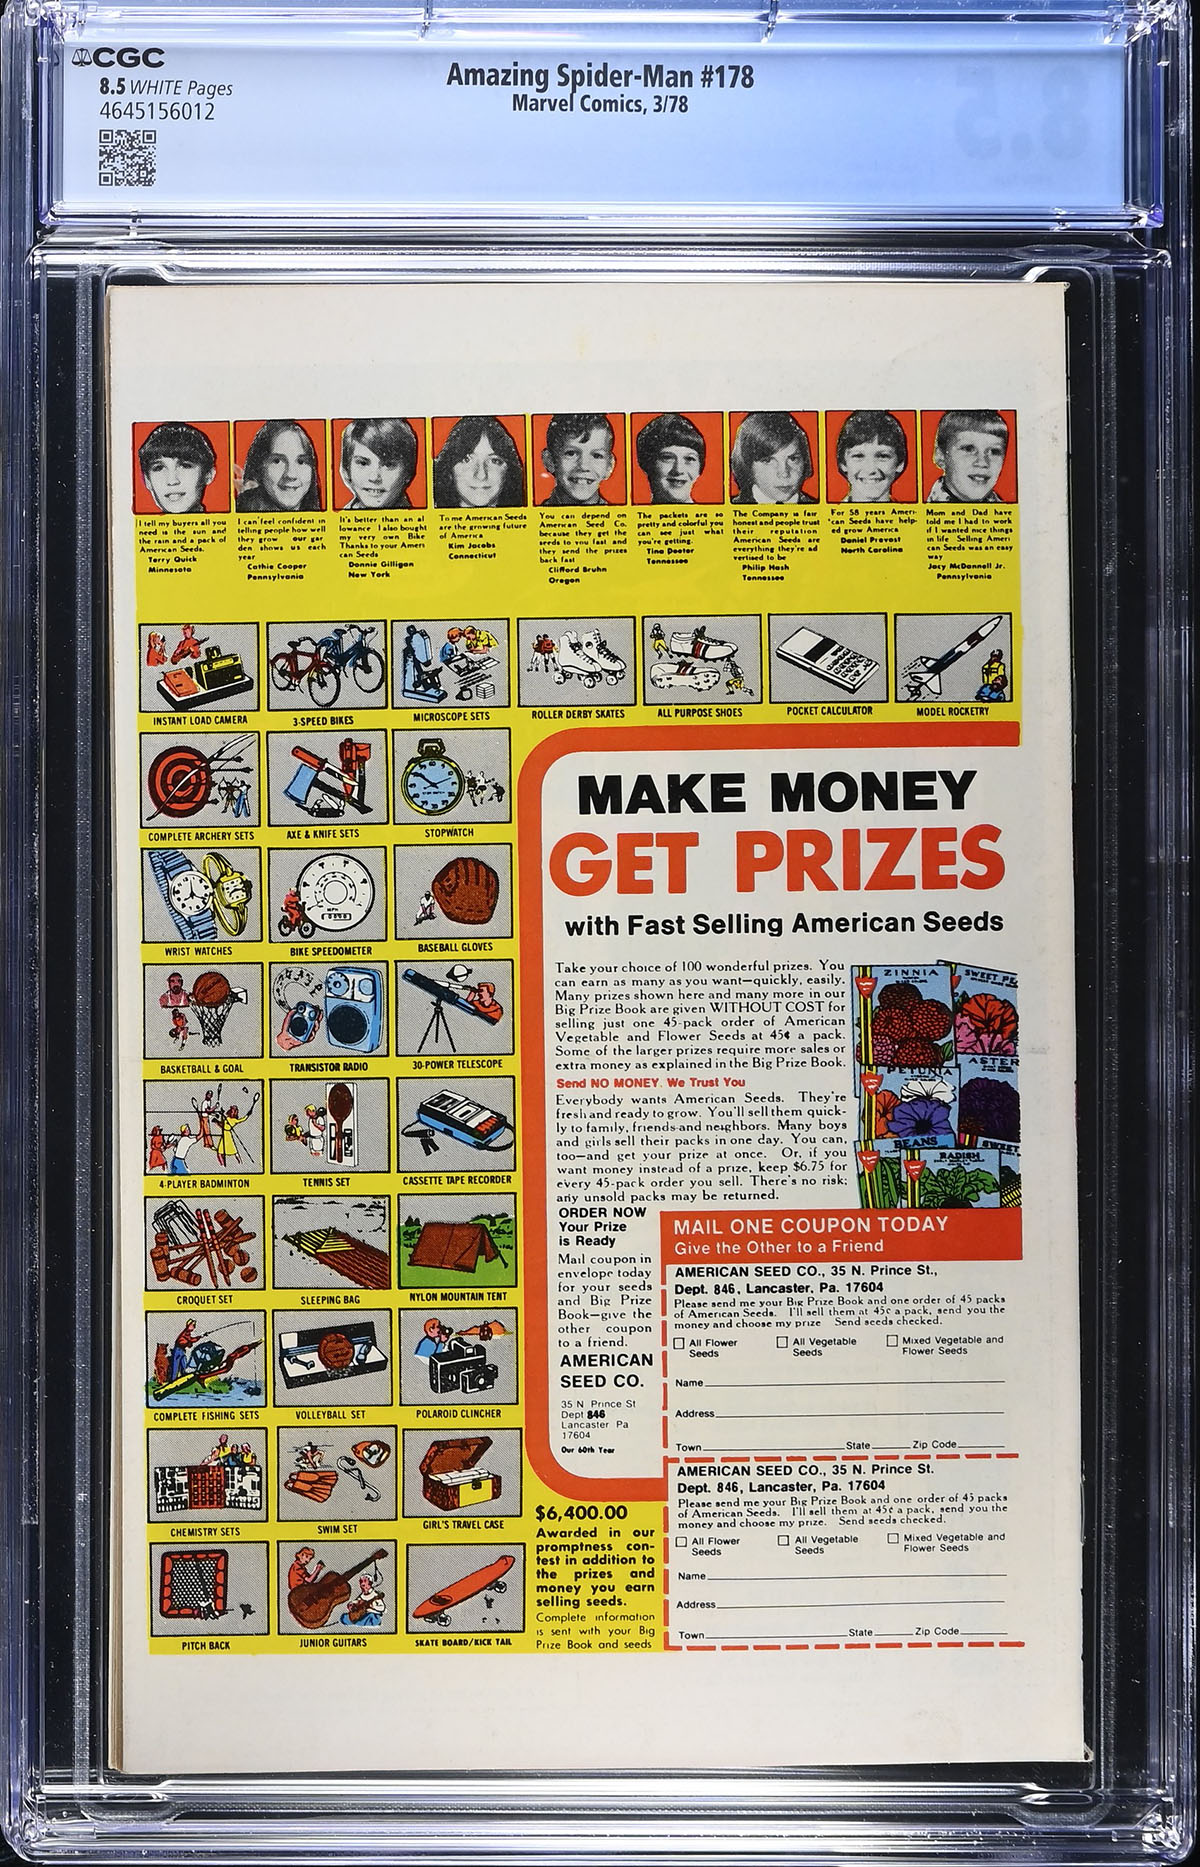 CGC
8.5 WHITE Pages
4645156012
Amazing Spider-Man #178
Marvel Comics, 3/78
I tell my buyers all you
need is the sun and
the rain and a pack of
American Seeds.
Terry Quick
Minnesota
I can feel confident in
telling people how well
they grow our gar
den shows us each
year
Cathie Cooper
Pennsylvania
It's better than an al
lowance I also bought
my very own Bike
Thanks to your Ameri
can Seeds
Donnie Gilligan
New York
To me American Seeds
are the growing future
of America
Kim Jacobs
Connecticut
You can depend on
American Seed Co.
because they get the
seeds to you fast and
they send the prizes
back fast
Clifford Bruhn
Oregon
The packets are so
pretty and colorful you
can see just what
you're getting.
Tina Deeter
Tennessee
The Company is fair
honest and people trust
their reputation
American Seeds are
everything they're ad
vertised to be
Philip Hash
Tennessee
For 58 years Ameri-
can Seeds have help-
ed grow America
Daniel Prevost
North Carolina
Mom and Dad have
told me I had to work
if I wanted nice things
in life Selling Ameri
can Seeds was an easy
way
Jacy McDannell Jr.
Pennsylvania
INSTANT LOAD CAMERA
3-SPEED BIKES
MICROSCOPE SETS
ROLLER DERBY SKATES
ALL PURPOSE SHOES
POCKET CALCULATOR
MODEL ROCKETRY
COMPLETE ARCHERY SETS
AXE & KNIFE SETS
STOPWATCH
WRIST WATCHES
BIKE SPEEDOMETER
BASEBALL GLOVES
BASKETBALL & GOAL
TRANSISTOR RADIO
30-POWER TELESCOPE
4-PLAYER BADMINTON
TENNIS SET
CASSETTE TAPE RECORDER
CROQUET SET
SLEEPING BAG
NYLON MOUNTAIN TENT
COMPLETE FISHING SETS
VOLLEYBALL SET
POLAROID CLINCHER
CHEMISTRY SETS
SWIM SET
GIRL'S TRAVEL CASE
PITCH BACK
JUNIOR GUITARS
SKATE BOARD/KICK TAIL
MAKE MONEY
GET PRIZES
with Fast Selling American Seeds
Take your choice of 100 wonderful prizes. You
can earn as many as you want—quickly, easily.
Many prizes shown here and many more in our
Big Prize Book are given WITHOUT COST for
selling just one 45-pack order of American
Vegetable and Flower Seeds at 45¢ a pack.
Some of the larger prizes require more sales or
extra money as explained in the Big Prize Book.
Send NO MONEY. We Trust You
Everybody wants American Seeds. They're
fresh and ready to grow. You'll sell them quick-
ly to family, friends and neighbors. Many boys
and girls sell their packs in one day. You can,
too—and get your prize at once. Or, if you
want money instead of a prize, keep $6.75 for
every 45-pack order you sell. There's no risk;
any unsold packs may be returned.
ZINNIA
SWEET PE
ASTER
PETUNIA
BEANS
SWEET
RADISH
ORDER NOW
Your Prize
is Ready
Mail coupon in
envelope today
for your seeds
and Big Prize
Book—give the
other coupon
to a friend.
AMERICAN
SEED CO.
35 N Prince St
Dept 846
Lancaster Pa
17604
Our 60th Year
$6,400.00
Awarded in our
promptness con-
test in addition to
the prizes and
money you earn
selling seeds.
Complete information
is sent with your Big
Prize Book and seeds
MAIL ONE COUPON TODAY
Give the Other to a Friend
AMERICAN SEED CO., 35 N. Prince St.,
Dept. 846, Lancaster, Pa. 17604
Please send me your Big Prize Book and one order of 45 packs
of American Seeds. I'll sell them at 45¢ a pack, send you the
money and choose my prize Send seeds checked.
All Flower Seeds
All Vegetable Seeds
Mixed Vegetable and Flower Seeds
Name
Address
Town State Zip Code
AMERICAN SEED CO., 35 N. Prince St.
Dept. 846, Lancaster, Pa. 17604
Please send me your Big Prize Book and one order of 45 packs
of American Seeds. I'll sell them at 45¢ a pack, send you the
money and choose my prize. Send seeds checked.
All Flower Seeds
All Vegetable Seeds
Mixed Vegetable and Flower Seeds
Name
Address
Town State Zip Code